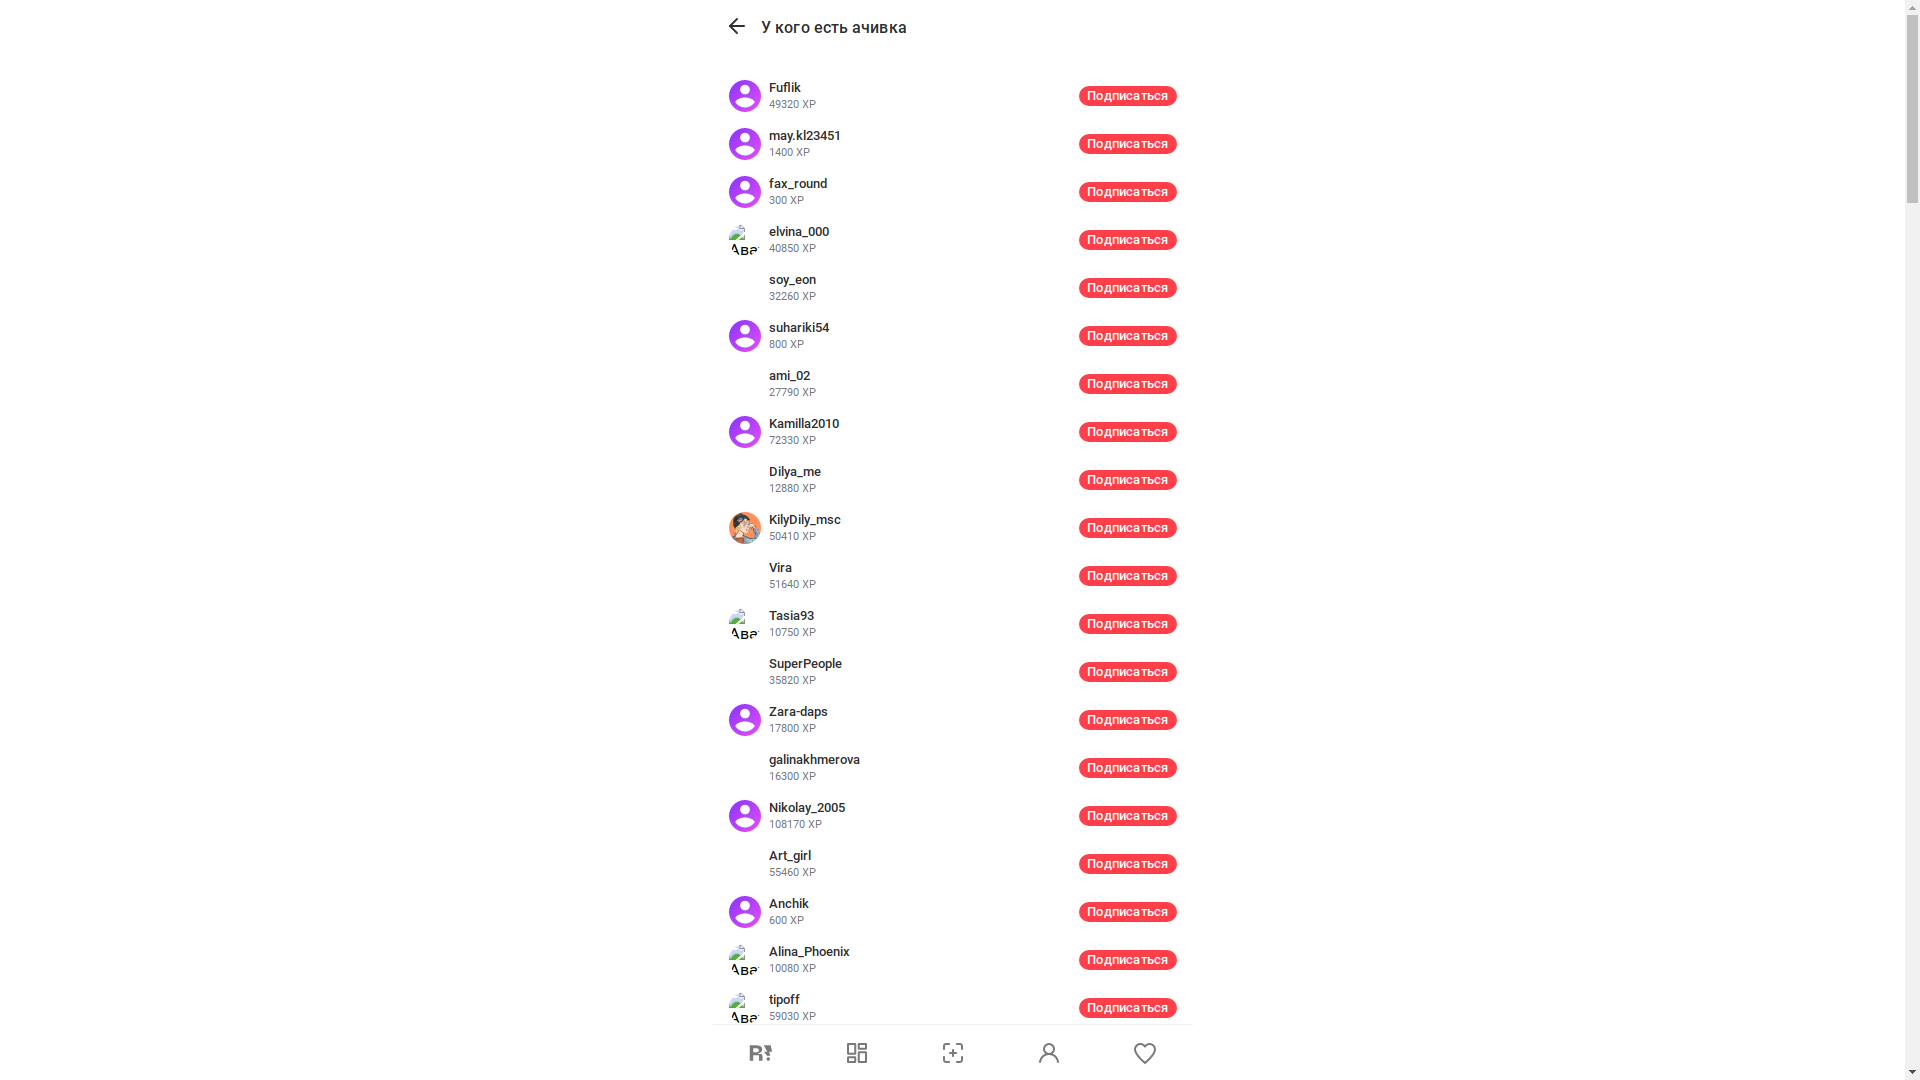 У кого есть ачивка
Fuflik
49320 XP
Подписаться
may.kl23451
1400 XP
Подписаться
fax_round
300 XP
Подписаться
elvina_000
40850 XP
Подписаться
soy_eon
32260 XP
Подписаться
suhariki54
800 XP
Подписаться
ami_02
27790 XP
Подписаться
Kamilla2010
72330 XP
Подписаться
Dilya_me
12880 XP
Подписаться
KilyDily_msc
50410 XP
Подписаться
Vira
51640 XP
Подписаться
Tasia93
10750 XP
Подписаться
SuperPeople
35820 XP
Подписаться
Zara-daps
17800 XP
Подписаться
galinakhmerova
16300 XP
Подписаться
Nikolay_2005
108170 XP
Подписаться
Art_girl
55460 XP
Подписаться
Anchik
600 XP
Подписаться
Alina_Phoenix
10080 XP
Подписаться
tipoff
59030 XP
Подписаться